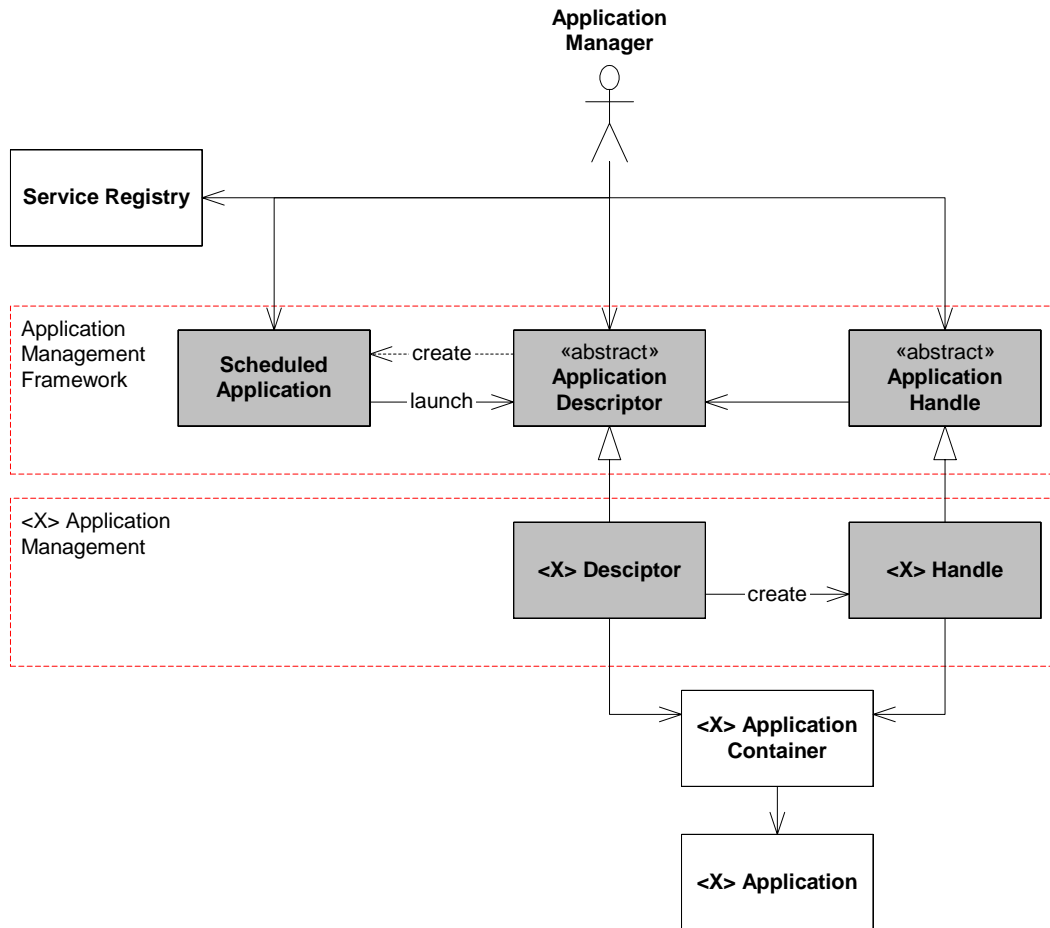 Application
Manager
Service Registry
Application
Management
Framework
Scheduled
Application
create
launch
«abstract»
Application
Descriptor
«abstract»
Application
Handle
<X> Application
Management
<X> Desciptor
create
<X> Handle
<X> Application
Container
<X> Application